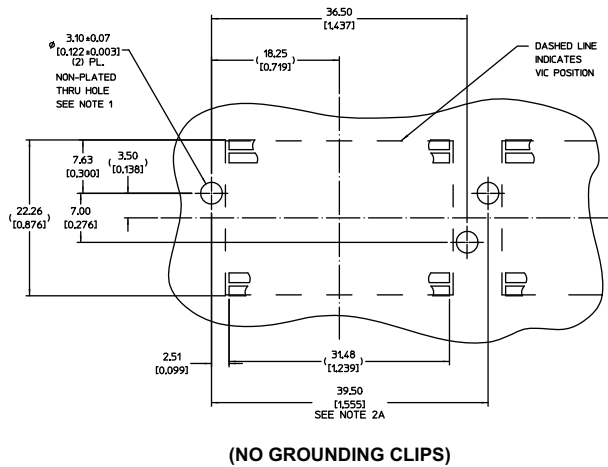 36.50
[1.437]
⌀ 3.10±0.07
[0.122±0.003]
(2) PL.
NON-PLATED
THRU HOLE
SEE NOTE 1
18.25
([0.719])
DASHED LINE
INDICATES
VIC POSITION
7.63
[0.300]
3.50
([0.138])
22.26
([0.876])
7.00
[0.276]
2.51
[0.099]
31.48
([1.239])
39.50
[1.555]
SEE NOTE 2A
(NO GROUNDING CLIPS)